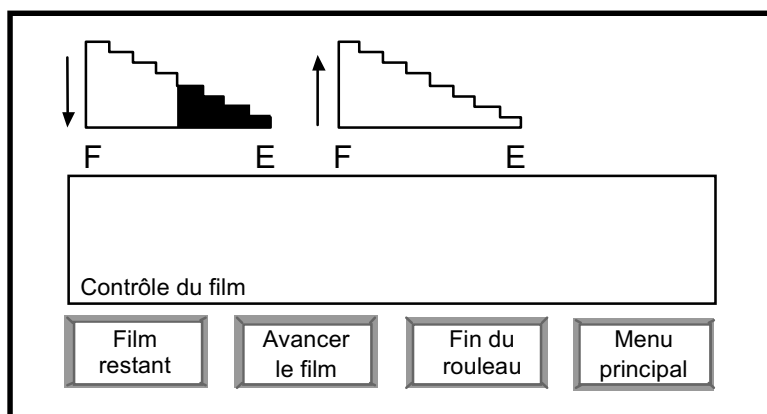 F E F E
Contrôle du film
Film
restant
Avancer
le film
Fin du
rouleau
Menu
principal